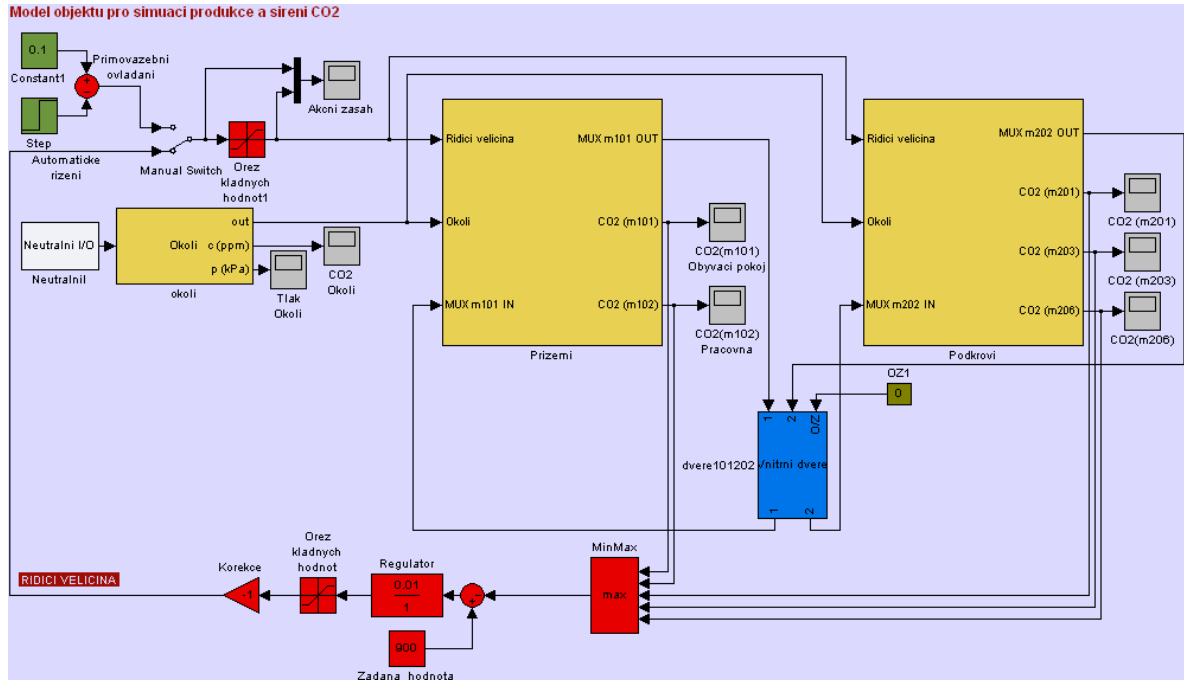 Model objektu pro simuaci produkce a sireni CO2
0.1
Constant1
Primovazebni
ovladani
+
−
Step
Automaticke
rizeni
Manual Switch
Orez
kladnych
hodnot1
Akcni zasah
Neutralni I/O
Neutralnil
Okoli
out
c (ppm)
p (kPa)
okoli
Tlak
Okoli
CO2
Okoli
Ridici velicina
Okoli
MUX m101 IN
MUX m101 OUT
CO2 (m101)
CO2 (m102)
Prizemi
CO2(m101)
Obyvaci pokoj
CO2(m102)
Pracovna
Ridici velicina
Okoli
MUX m202 IN
MUX m202 OUT
CO2 (m201)
CO2 (m203)
CO2 (m206)
Podkrovi
CO2 (m201)
CO2 (m203)
CO2(m206)
OZ1
0
1
2
O/Z
dvere101202
Vnitrni dvere
1
2
RIDICI VELICINA
Korekce
-1
Orez
kladnych
hodnot
Regulator
0.01
1
−
+
900
Zadana hodnota
MinMax
max